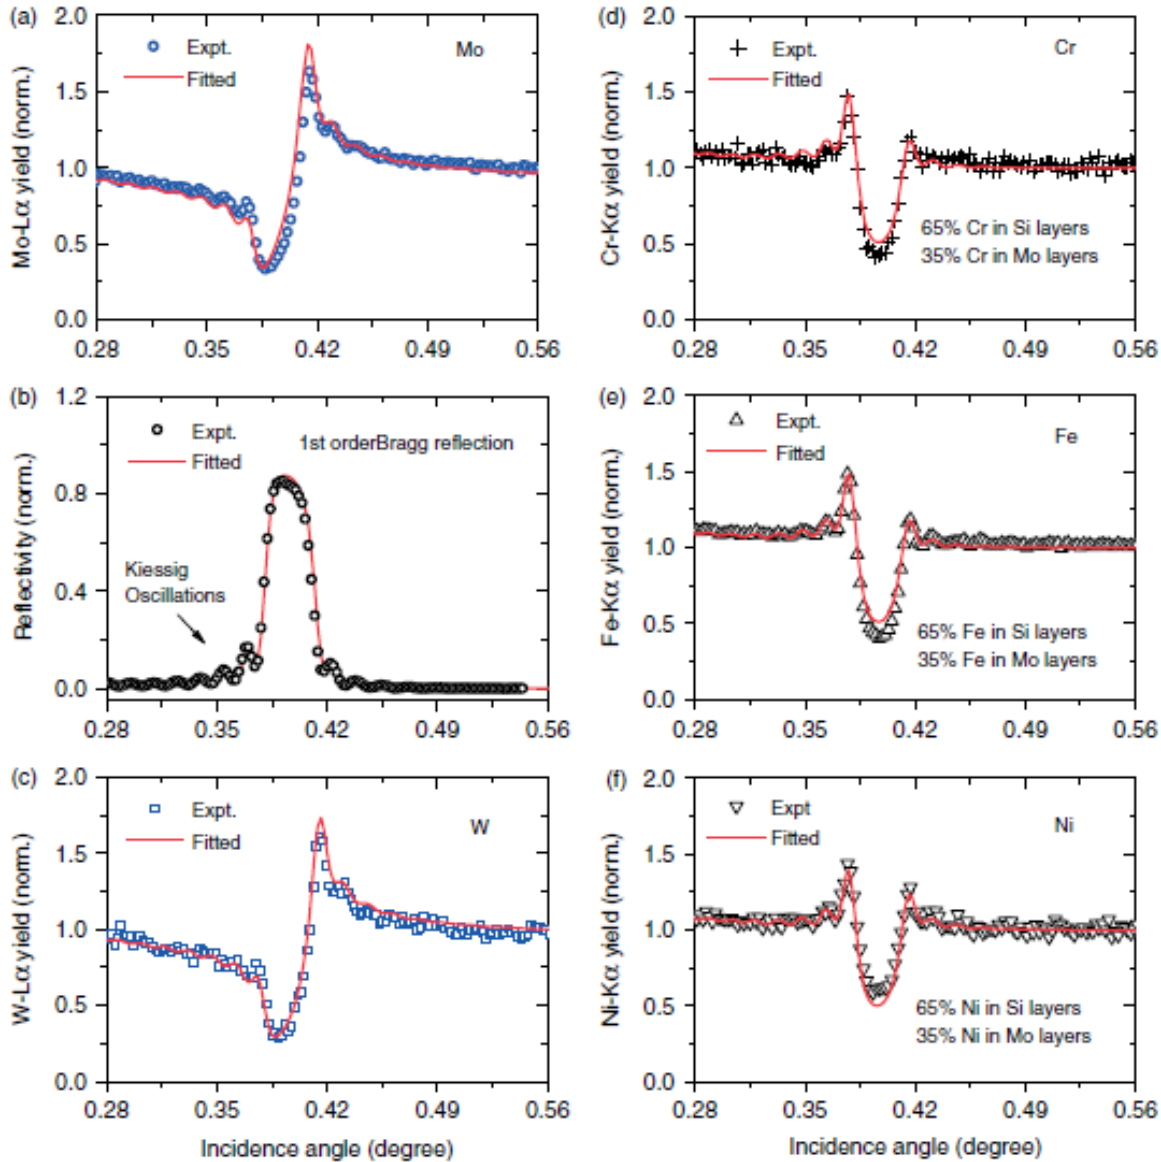 (a)
2.0
1.5
1.0
0.5
0.0
Mo-Lα yield (norm.)
Expt.
Fitted
Mo
0.28 0.35 0.42 0.49 0.56
(b)
1.2
0.8
0.4
0.0
Reflectivity (norm.)
Expt.
Fitted
1st orderBragg reflection
Kiessig
Oscillations
0.28 0.35 0.42 0.49 0.56
(c)
2.0
1.5
1.0
0.5
0.0
W-Lα yield (norm.)
Expt.
Fitted
W
0.28 0.35 0.42 0.49 0.56
Incidence angle (degree)
(d)
2.0
1.5
1.0
0.5
0.0
Cr-Kα yield (norm.)
Expt.
Fitted
Cr
65% Cr in Si layers
35% Cr in Mo layers
0.28 0.35 0.42 0.49 0.56
(e)
2.0
1.5
1.0
0.5
0.0
Fe-Kα yield (norm.)
Expt.
Fitted
Fe
65% Fe in Si layers
35% Fe in Mo layers
0.28 0.35 0.42 0.49 0.56
(f)
2.0
1.5
1.0
0.5
0.0
Ni-Kα yield (norm.)
Expt
Fitted
Ni
65% Ni in Si layers
35% Ni in Mo layers
0.28 0.35 0.42 0.49 0.56
Incidence angle (degree)